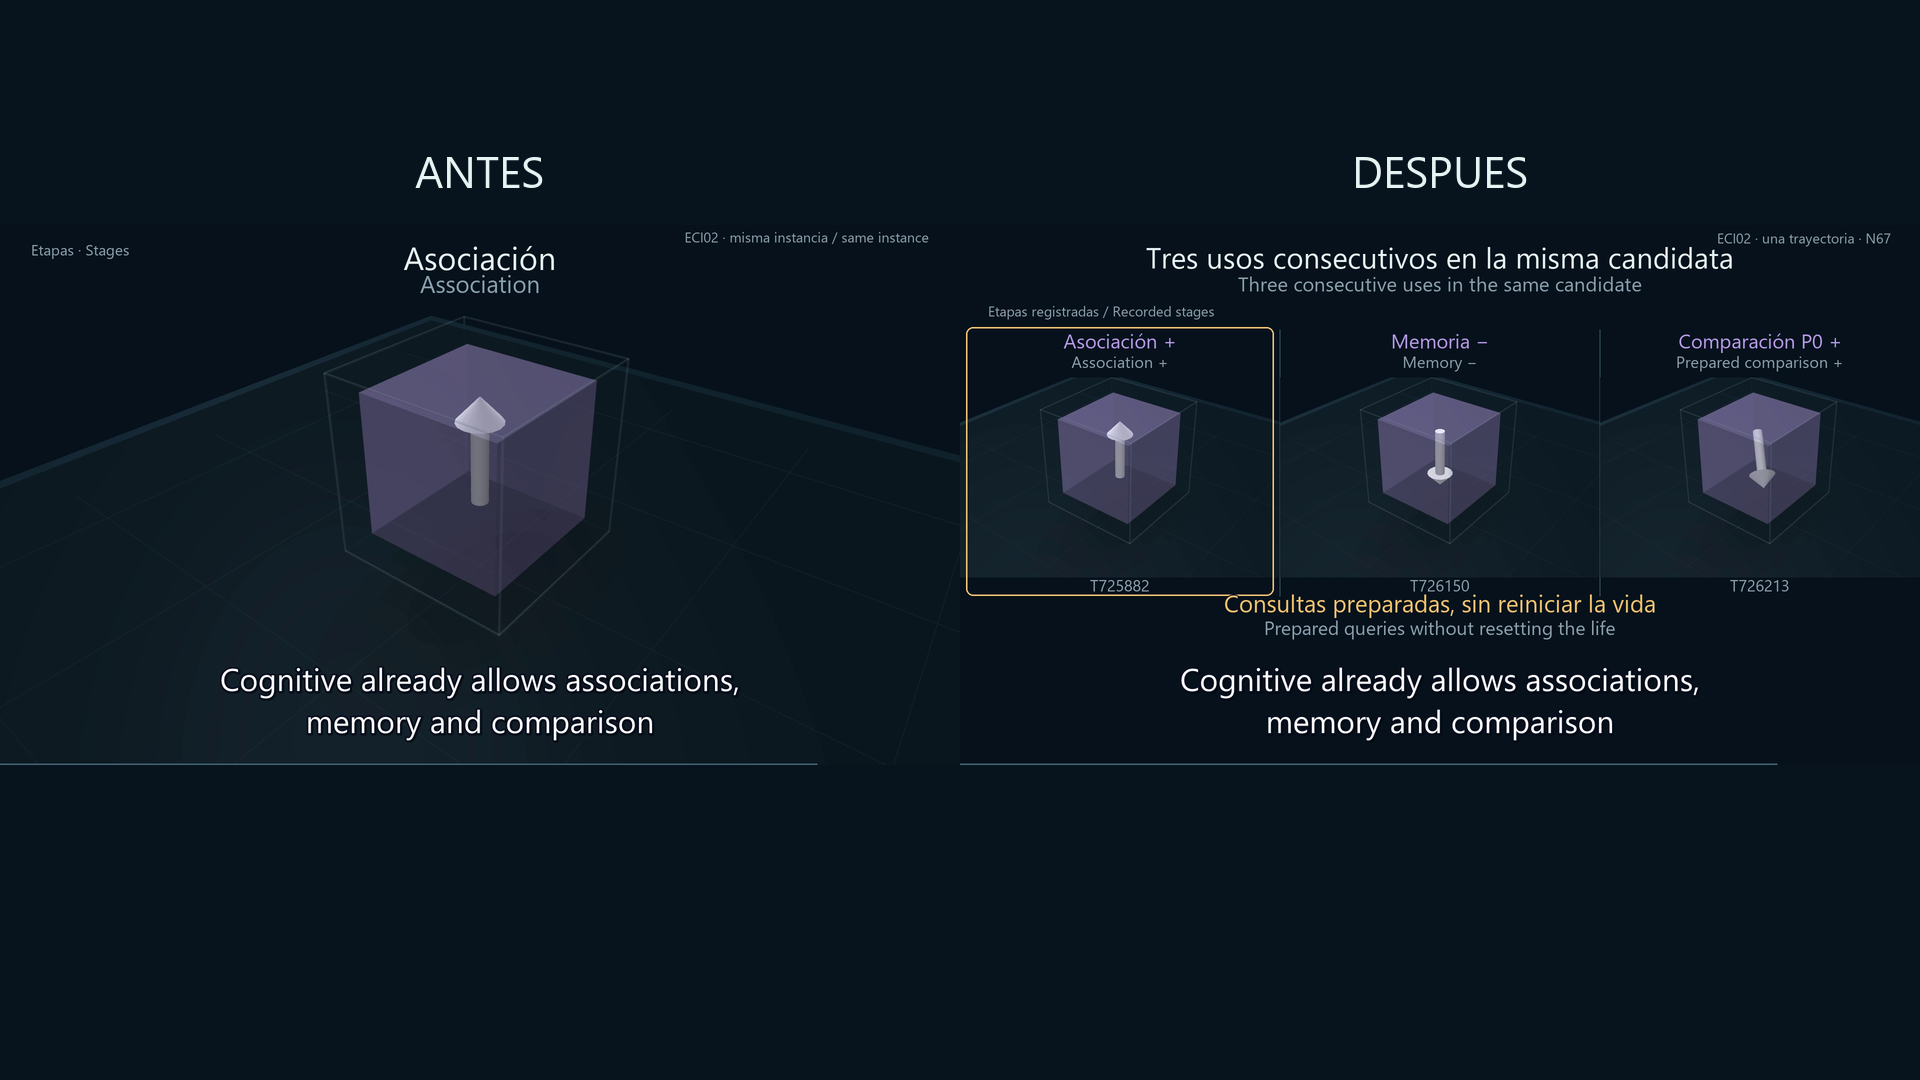 ANTES
Etapas · Stages
ECI02 · misma instancia / same instance
Asociación
Association
Cognitive already allows associations,
memory and comparison
DESPUES
ECI02 · una trayectoria · N67
Tres usos consecutivos en la misma candidata
Three consecutive uses in the same candidate
Etapas registradas / Recorded stages
Asociación +
Association +
T725882
Memoria −
Memory −
T726150
Comparación P0 +
Prepared comparison +
T726213
Consultas preparadas, sin reiniciar la vida
Prepared queries without resetting the life
Cognitive already allows associations,
memory and comparison